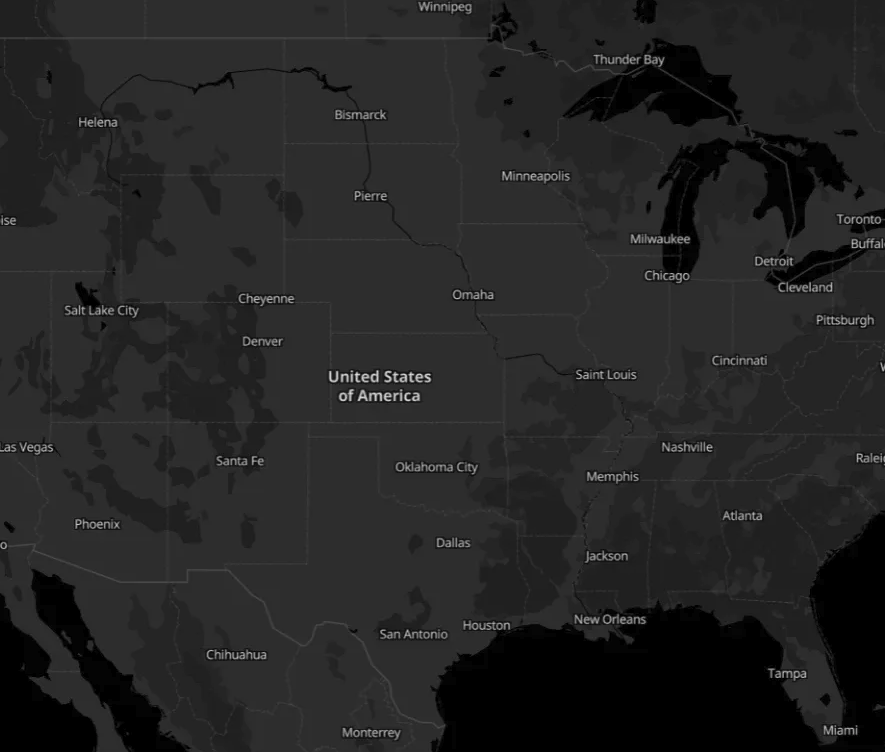 Winnipeg
Thunder Bay
Helena
Bismarck
Minneapolis
Pierre
ise
Toronto
Milwaukee
Buffal
Detroit
Chicago
Cleveland
Omaha
Cheyenne
Salt Lake City
Pittsburgh
Denver
Cincinnati
United States
of America
Saint Louis
Las Vegas
Nashville
Santa Fe
Raleig
Oklahoma City
Memphis
Atlanta
Phoenix
Dallas
o
Jackson
New Orleans
Houston
San Antonio
Chihuahua
Tampa
Miami
Monterrey